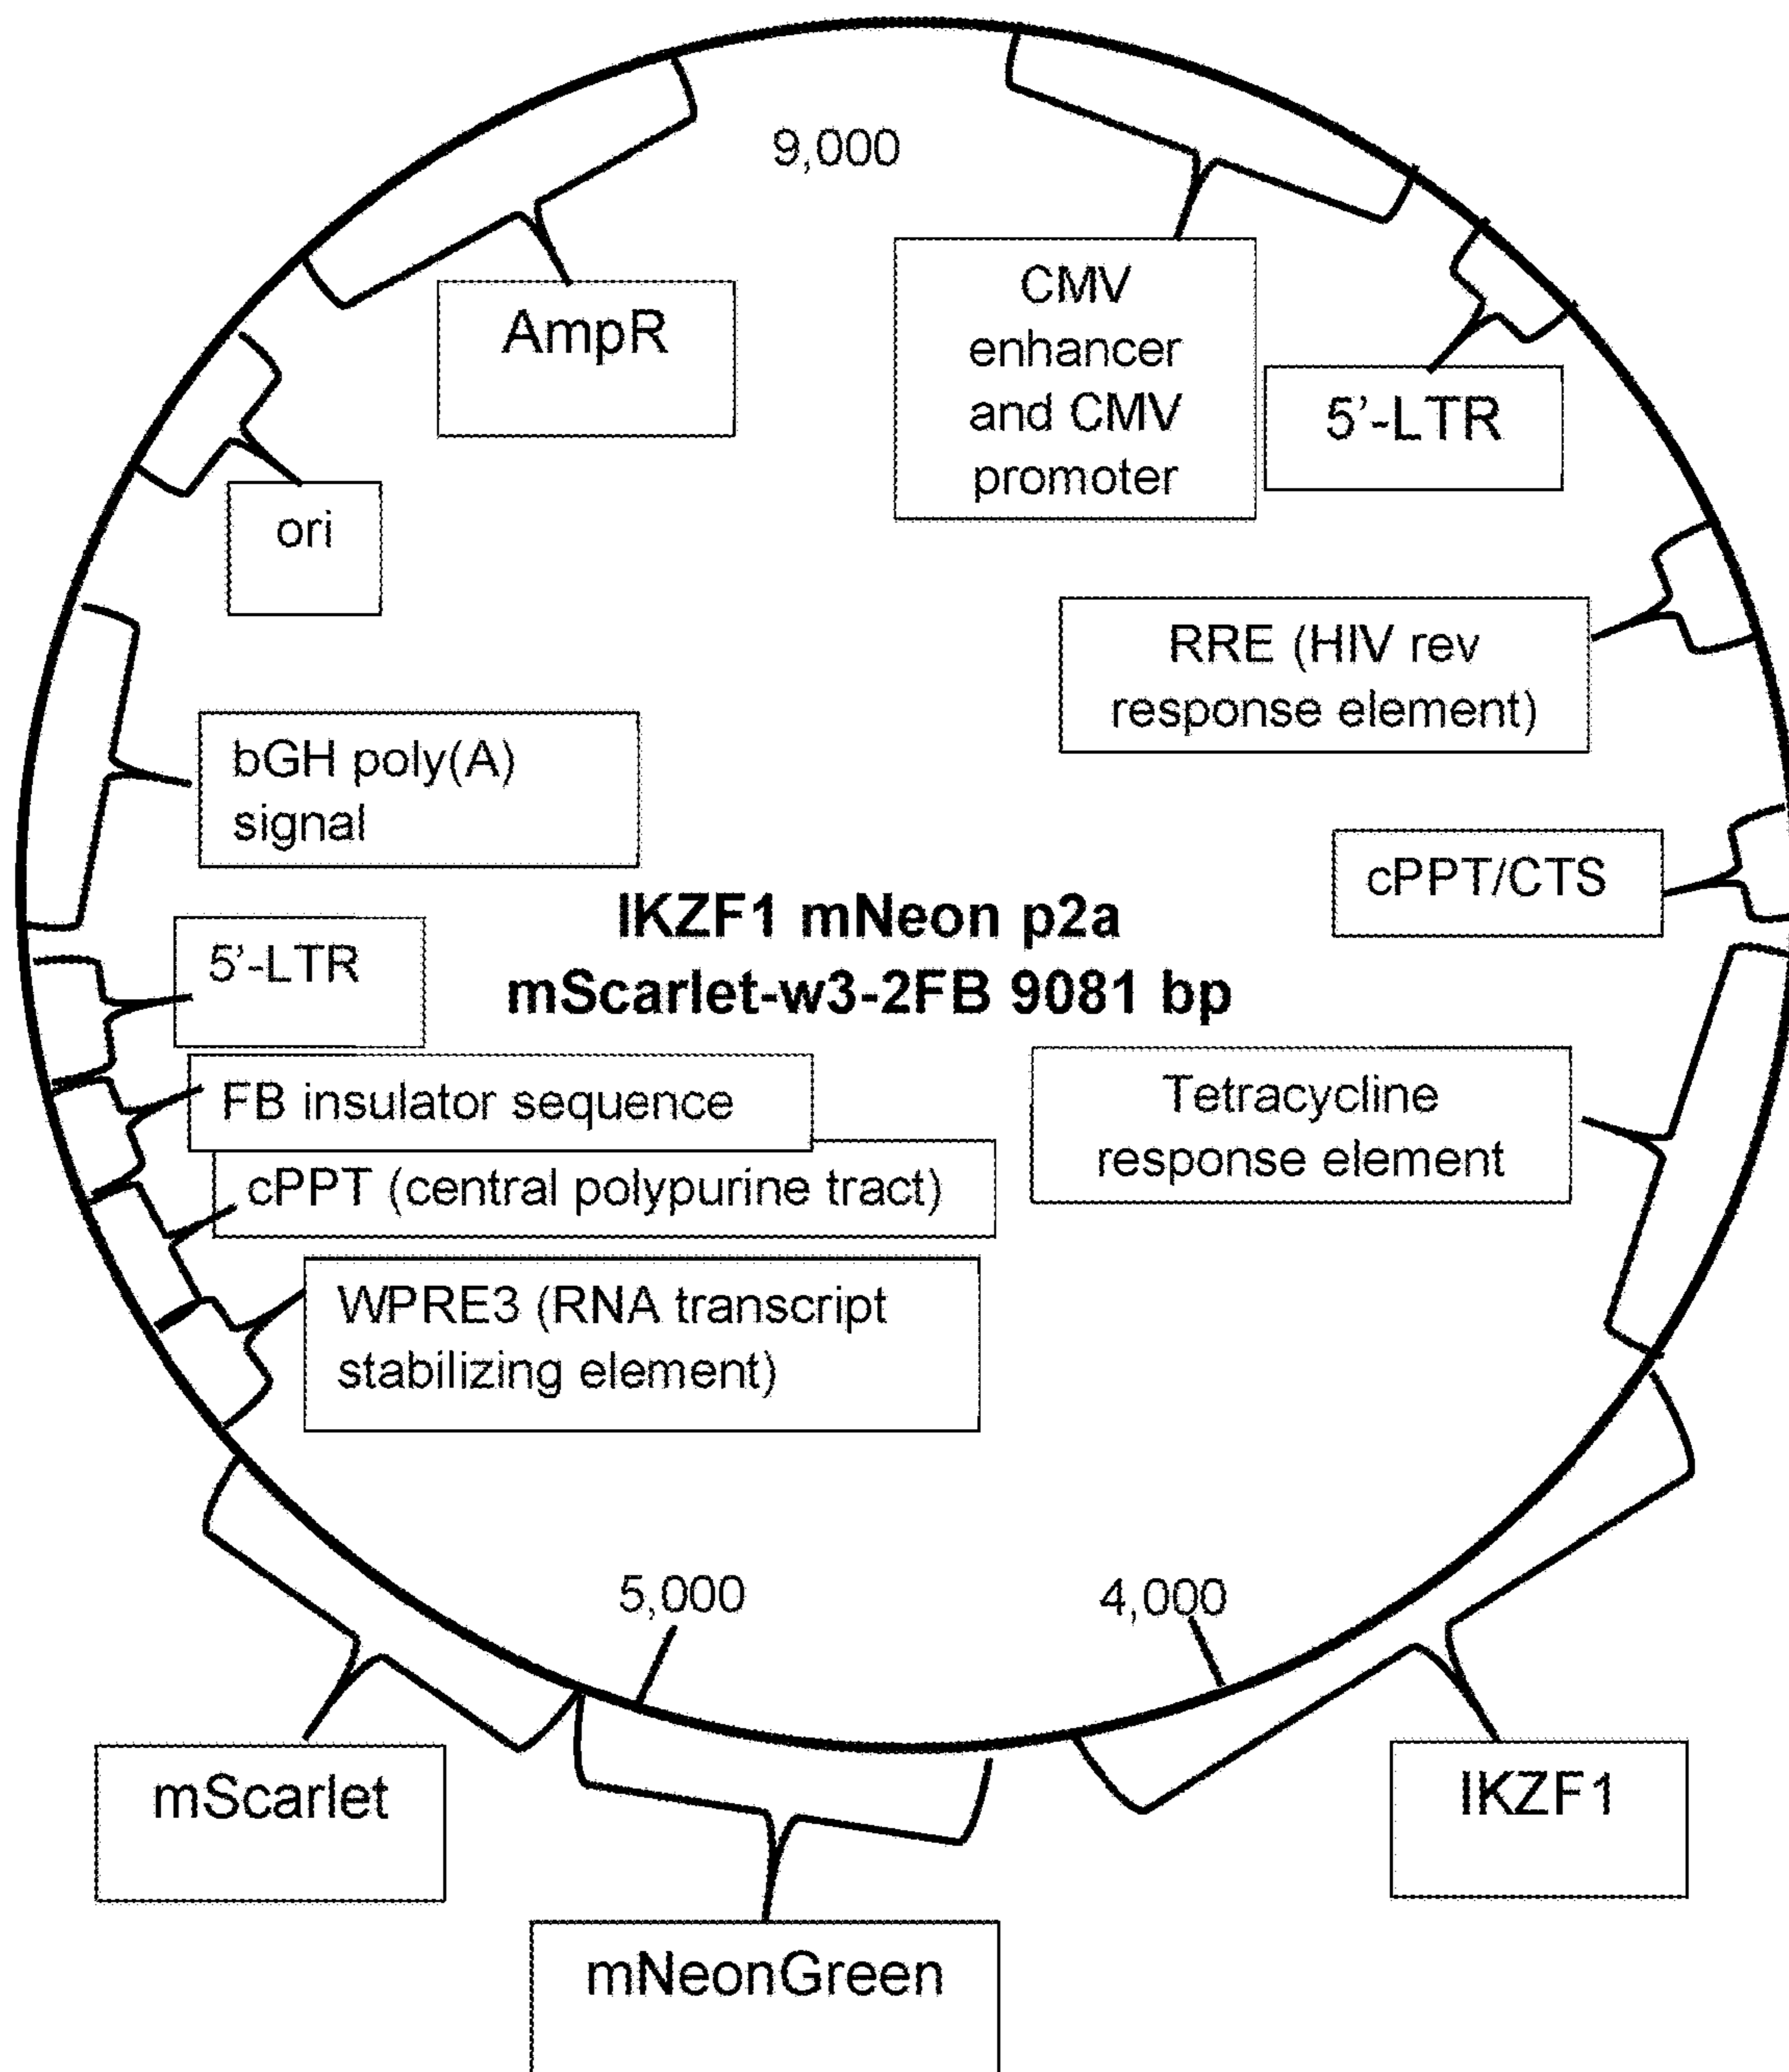 9,000
CMV
enhancer
and CMV
promoter
AmpR
5’-LTR
ori
RRE (HIV rev
response element)
bGH poly(A)
signal
cPPT/CTS
IKZF1 mNeon p2a
mScarlet-w3-2FB 9081 bp
5’-LTR
FB insulator sequence
Tetracycline
response element
cPPT (central polypurine tract)
WPRE3 (RNA transcript
stabilizing element)
5,000
4,000
mScarlet
IKZF1
mNeonGreen